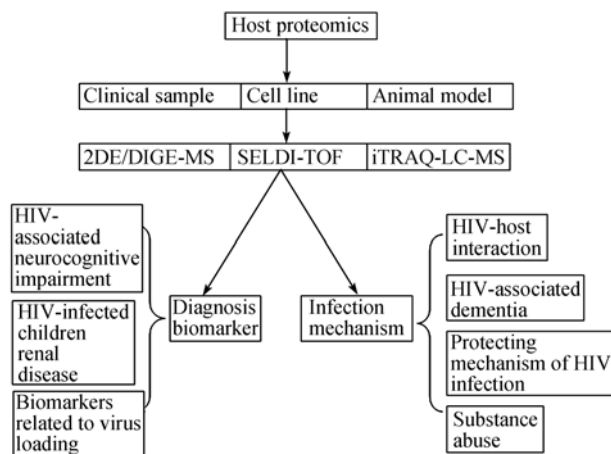 Host proteomics
Clinical sample
Cell line
Animal model
2DE/DIGE-MS
SELDI-TOF
iTRAQ-LC-MS
HIV-
associated
neurocognitive
impairment
HIV-infected
children
renal
disease
Biomarkers
related to virus
loading
Diagnosis
biomarker
Infection
mechanism
HIV-host
interaction
HIV-associated
dementia
Protecting
mechanism of HIV
infection
Substance
abuse